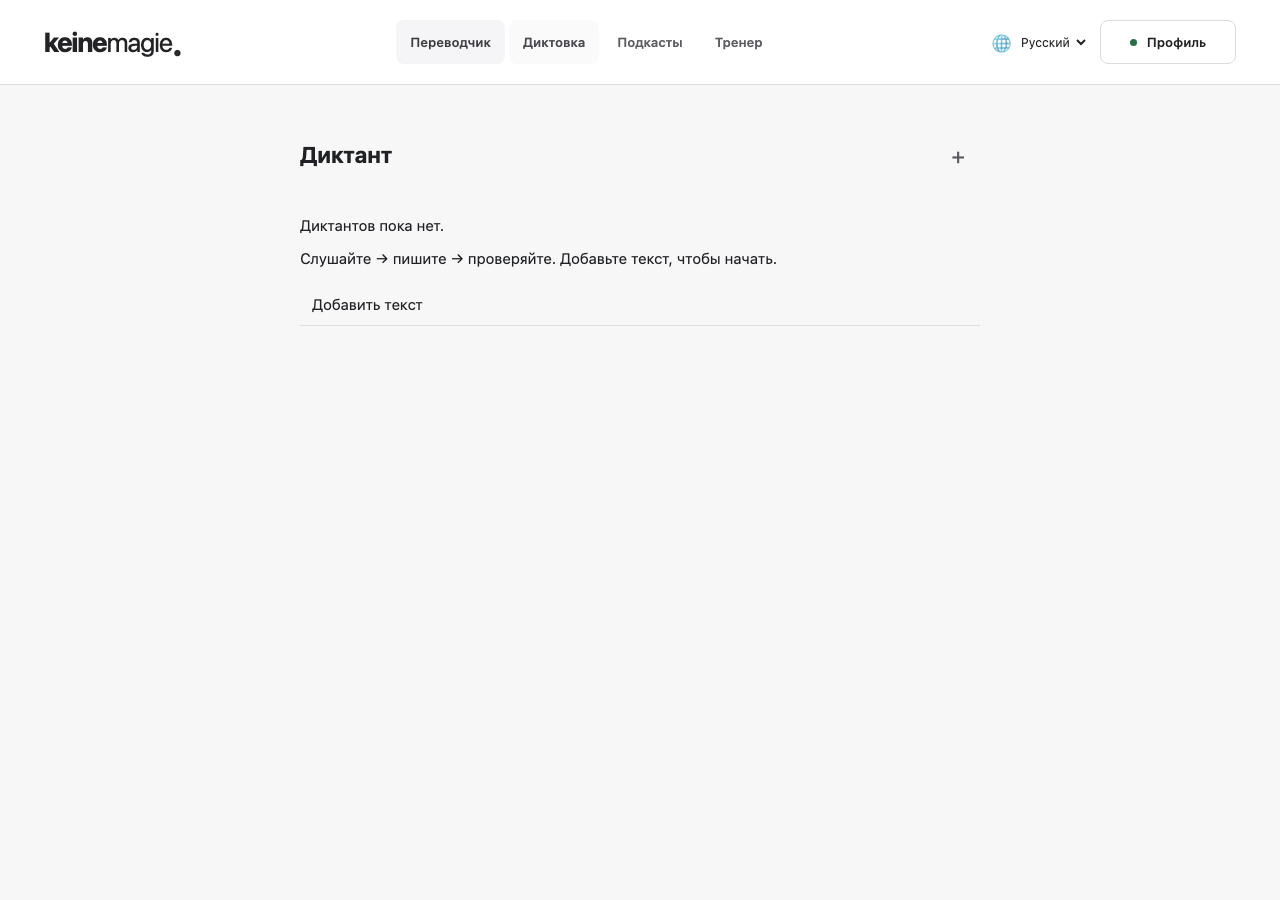 keinemagie.
Переводчик
Диктовка
Подкасты
Тренер
Русский
Профиль
Диктант
+
Диктантов пока нет.
Слушайте → пишите → проверяйте. Добавьте текст, чтобы начать.
Добавить текст